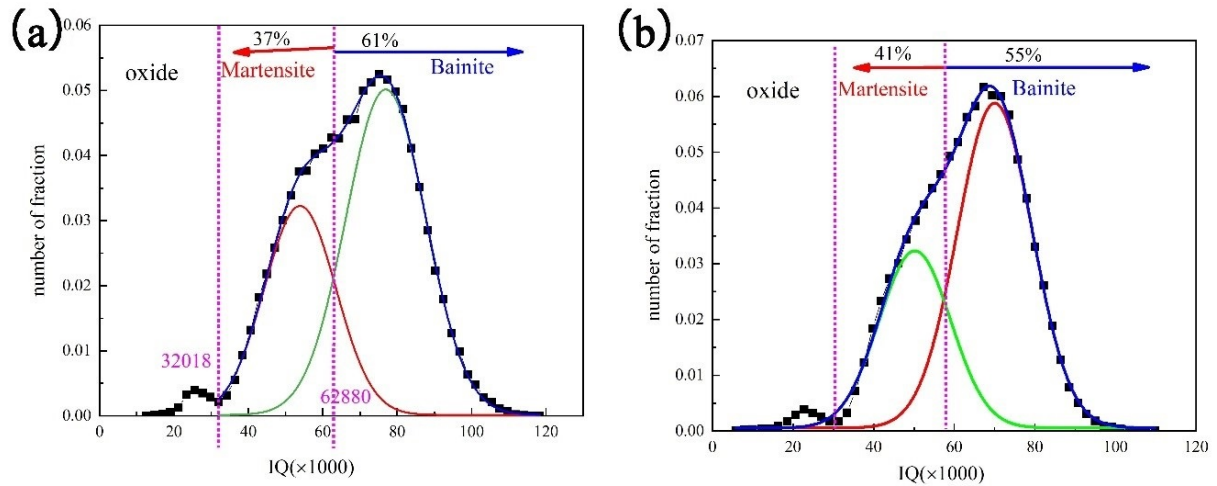 (a)
0.06
0.05
0.04
0.03
0.02
0.01
0.00
number of fraction
37%
61%
oxide
Martensite
Bainite
32018
62880
0
20
40
60
80
100
120
IQ(×1000)
(b)
0.07
0.06
0.05
0.04
0.03
0.02
0.01
0.00
number of fraction
41%
55%
oxide
Martensite
Bainite
0
20
40
60
80
100
120
IQ(×1000)